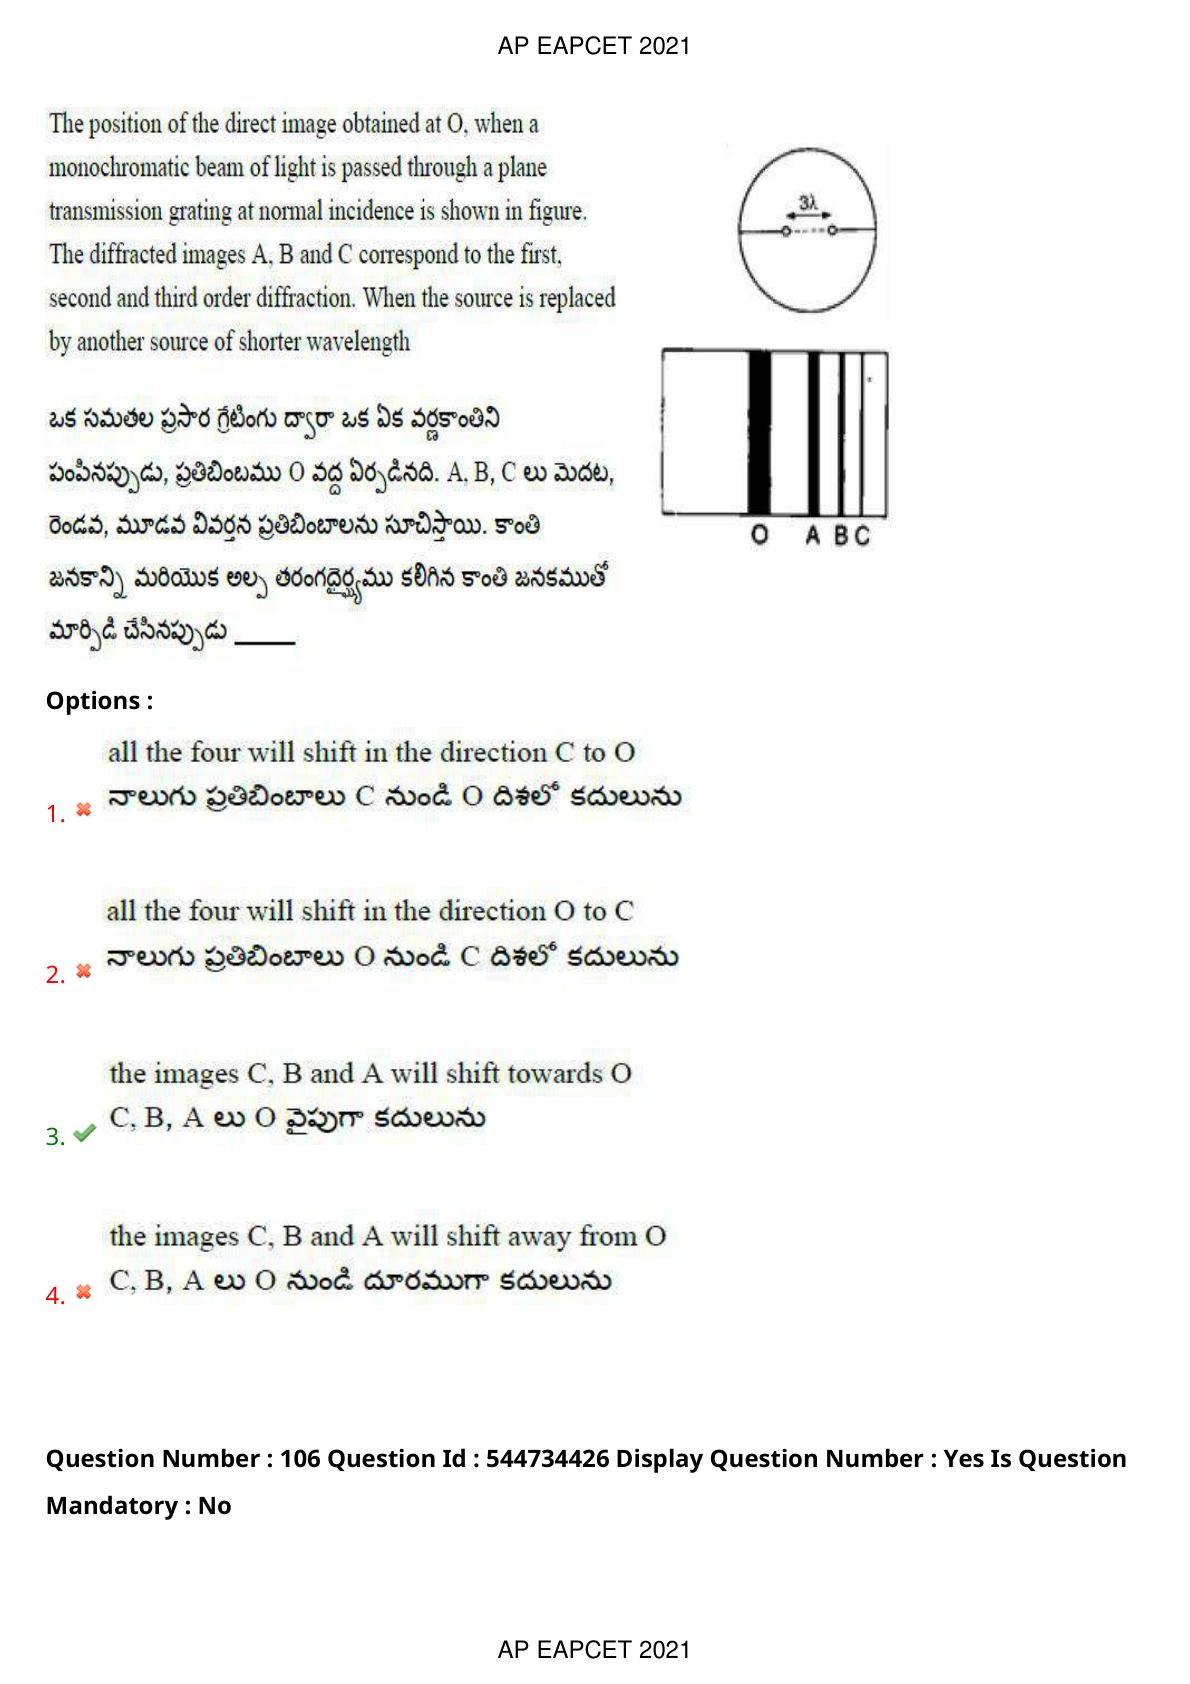 AP EAPCET 2021
The position of the direct image obtained at O, when a
monochromatic beam of light is passed through a plane
transmission grating at normal incidence is shown in figure.
The diffracted images A, B and C correspond to the first,
second and third order diffraction. When the source is replaced
by another source of shorter wavelength
3λ
ఒక సమతల ప్రసార గ్రేటింగు ద్వారా ఒక ఏక వర్ణకాంతిని
పంపినప్పుడు, ప్రతిబింబము O వద్ద ఏర్పడినది. A, B, C లు మొదట,
రెండవ, మూడవ వివర్తన ప్రతిబింబాలను సూచిస్తాయి. కాంతి
జనకాన్ని మరియొక అల్ప తరంగదైర్ఘ్యము కలిగిన కాంతి జనకముతో
మార్పిడి చేసినప్పుడు _____
O A B C
Options :
all the four will shift in the direction C to O
నాలుగు ప్రతిబింబాలు C నుండి O దిశలో కదులును
1.
all the four will shift in the direction O to C
నాలుగు ప్రతిబింబాలు O నుండి C దిశలో కదులును
2.
the images C, B and A will shift towards O
C, B, A లు O వైపుగా కదులును
3.
the images C, B and A will shift away from O
C, B, A లు O నుండి దూరముగా కదులును
4.
Question Number : 106 Question Id : 544734426 Display Question Number : Yes Is Question
Mandatory : No
AP EAPCET 2021